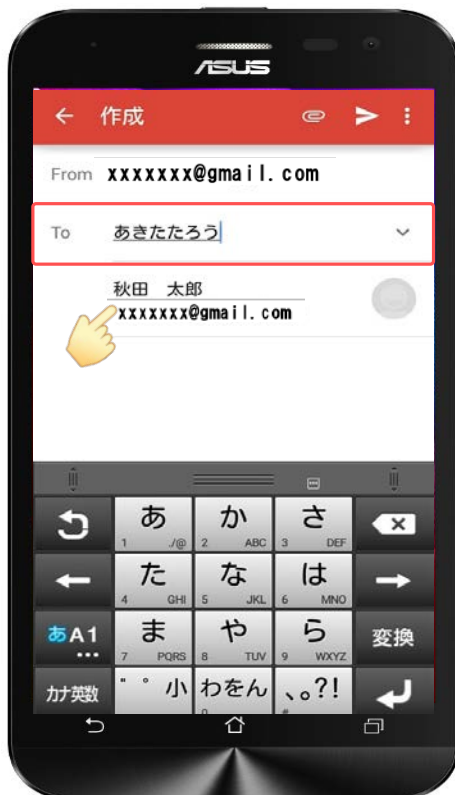 ASUS
作成
From xxxxxxx@gmail.com
To あきたたろう
秋田 太郎
xxxxxxx@gmail.com
あ か さ
1 ./@ 2 ABC 3 DEF
た な は
4 GHI 5 JKL 6 MNO
あA1 ま や ら 変換
7 PQRS 8 TUV 9 WXYZ
カナ英数 ゛゜小 わをん 、。?!